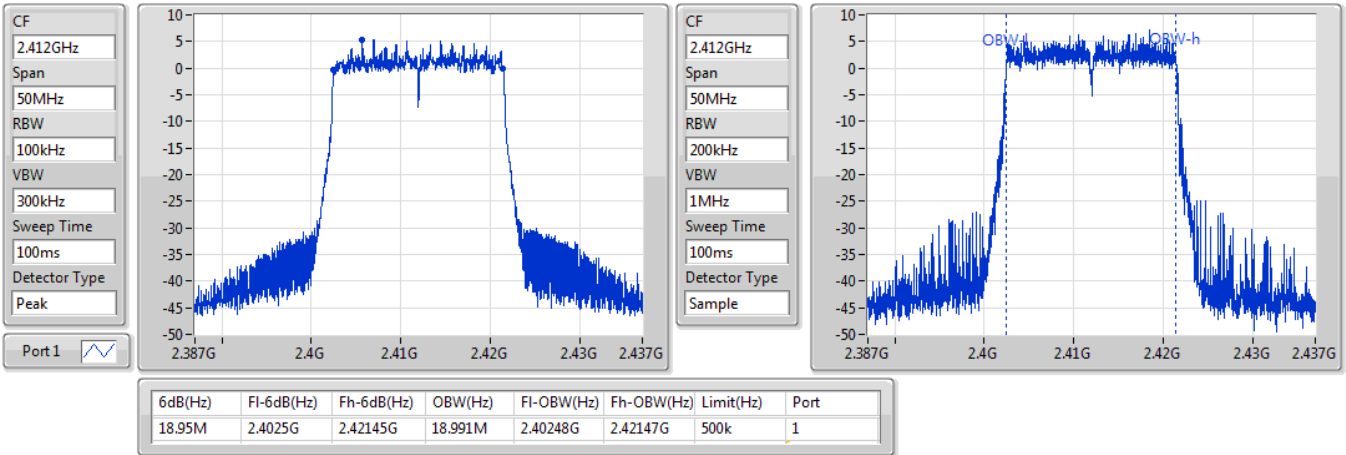 CF
2.412GHz
Span
50MHz
RBW
100kHz
VBW
300kHz
Sweep Time
100ms
Detector Type
Peak
Port 1
10
5
0
-5
-10
-15
-20
-25
-30
-35
-40
-45
-50
2.387G 2.4G 2.41G 2.42G 2.43G 2.437G
CF
2.412GHz
Span
50MHz
RBW
200kHz
VBW
1MHz
Sweep Time
100ms
Detector Type
Sample
10
5
0
-5
-10
-15
-20
-25
-30
-35
-40
-45
-50
OBW-h
2.387G 2.4G 2.41G 2.42G 2.43G 2.437G
6dB(Hz) Fl-6dB(Hz) Fh-6dB(Hz) OBW(Hz) Fl-OBW(Hz) Fh-OBW(Hz) Limit(Hz) Port
18.95M 2.4025G 2.42145G 18.991M 2.40248G 2.42147G 500k 1